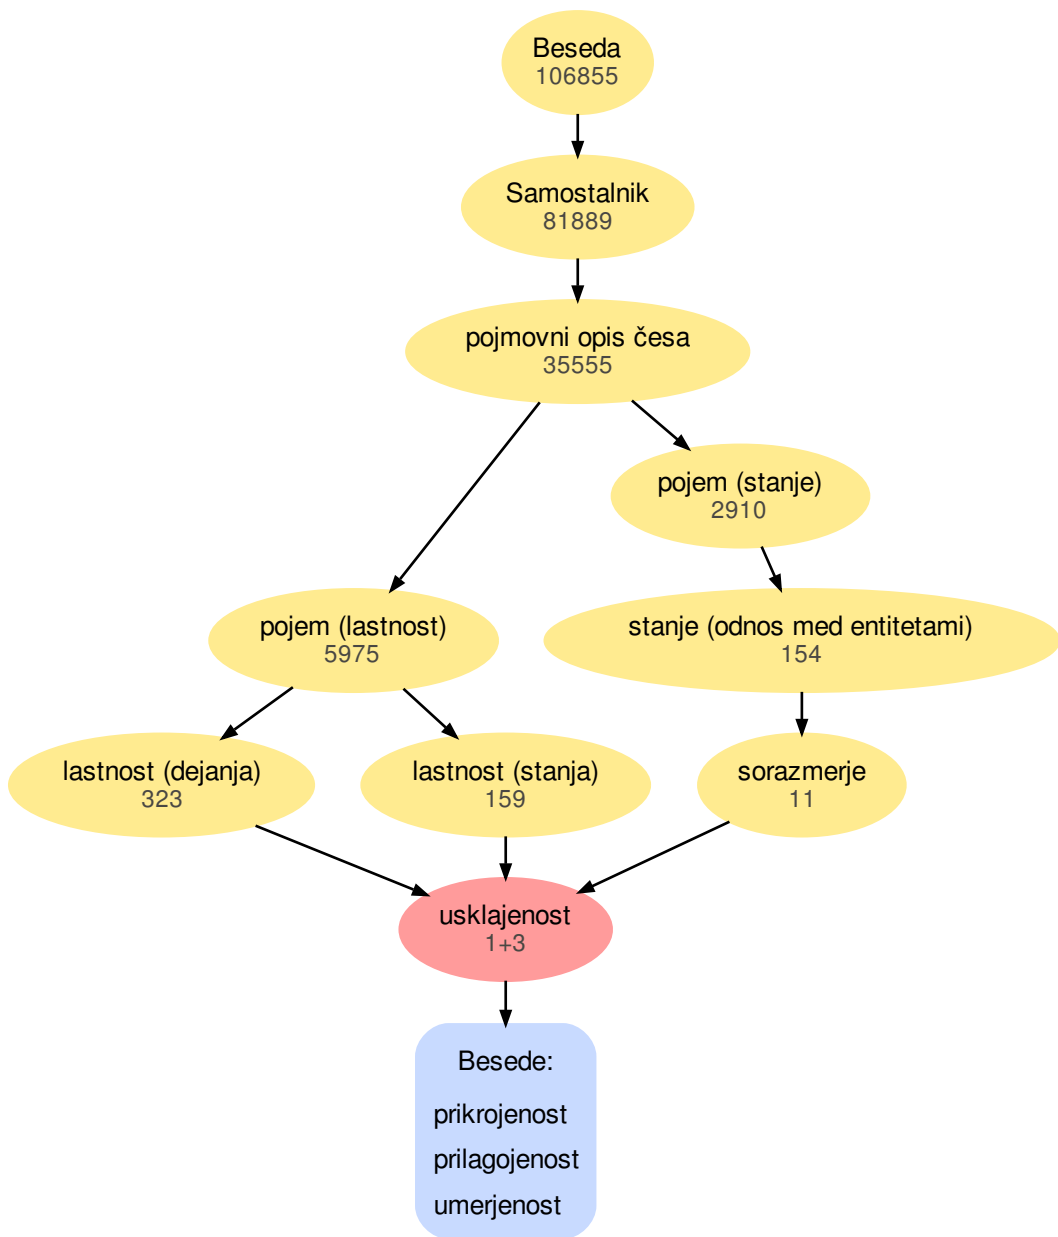 Beseda
106855
Samostalnik
81889
pojmovni opis česa
35555
pojem (stanje)
2910
pojem (lastnost)
5975
stanje (odnos med entitetami)
154
lastnost (dejanja)
323
lastnost (stanja)
159
sorazmerje
11
usklajenost
1+3
Besede:
prikrojenost
prilagojenost
umerjenost